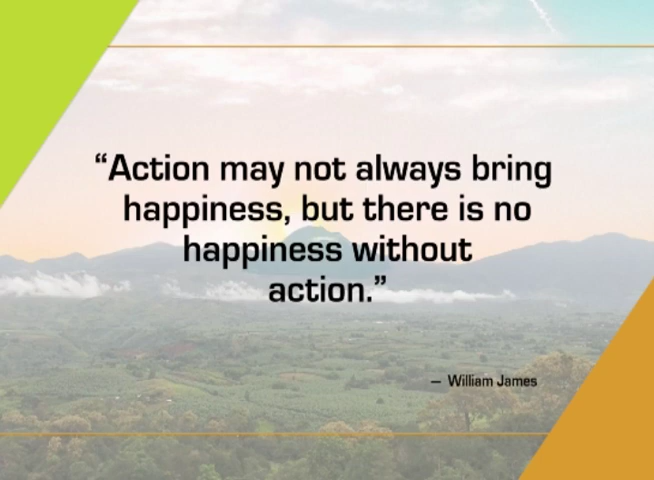 “Action may not always bring
happiness, but there is no
happiness without
action.”
– William James